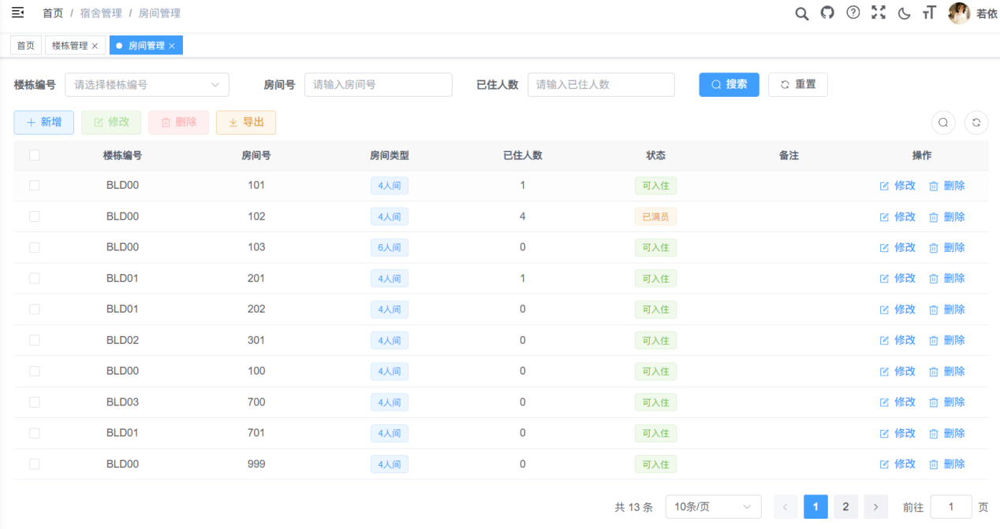 首页 / 宿舍管理 / 房间管理 若依
首页 楼栋管理 × 房间管理 ×
楼栋编号 请选择楼栋编号 房间号 请输入房间号 已住人数 请输入已住人数 搜索 重置
新增 修改 删除 导出
楼栋编号 房间号 房间类型 已住人数 状态 备注 操作
BLD00 101 4人间 1 可入住 修改 删除
BLD00 102 4人间 4 已满员 修改 删除
BLD00 103 6人间 0 可入住 修改 删除
BLD01 201 4人间 1 可入住 修改 删除
BLD01 202 4人间 0 可入住 修改 删除
BLD02 301 4人间 0 可入住 修改 删除
BLD00 100 4人间 0 可入住 修改 删除
BLD03 700 4人间 0 可入住 修改 删除
BLD01 701 4人间 0 可入住 修改 删除
BLD00 999 4人间 0 可入住 修改 删除
共 13 条 10条/页 1 2 前往 1 页